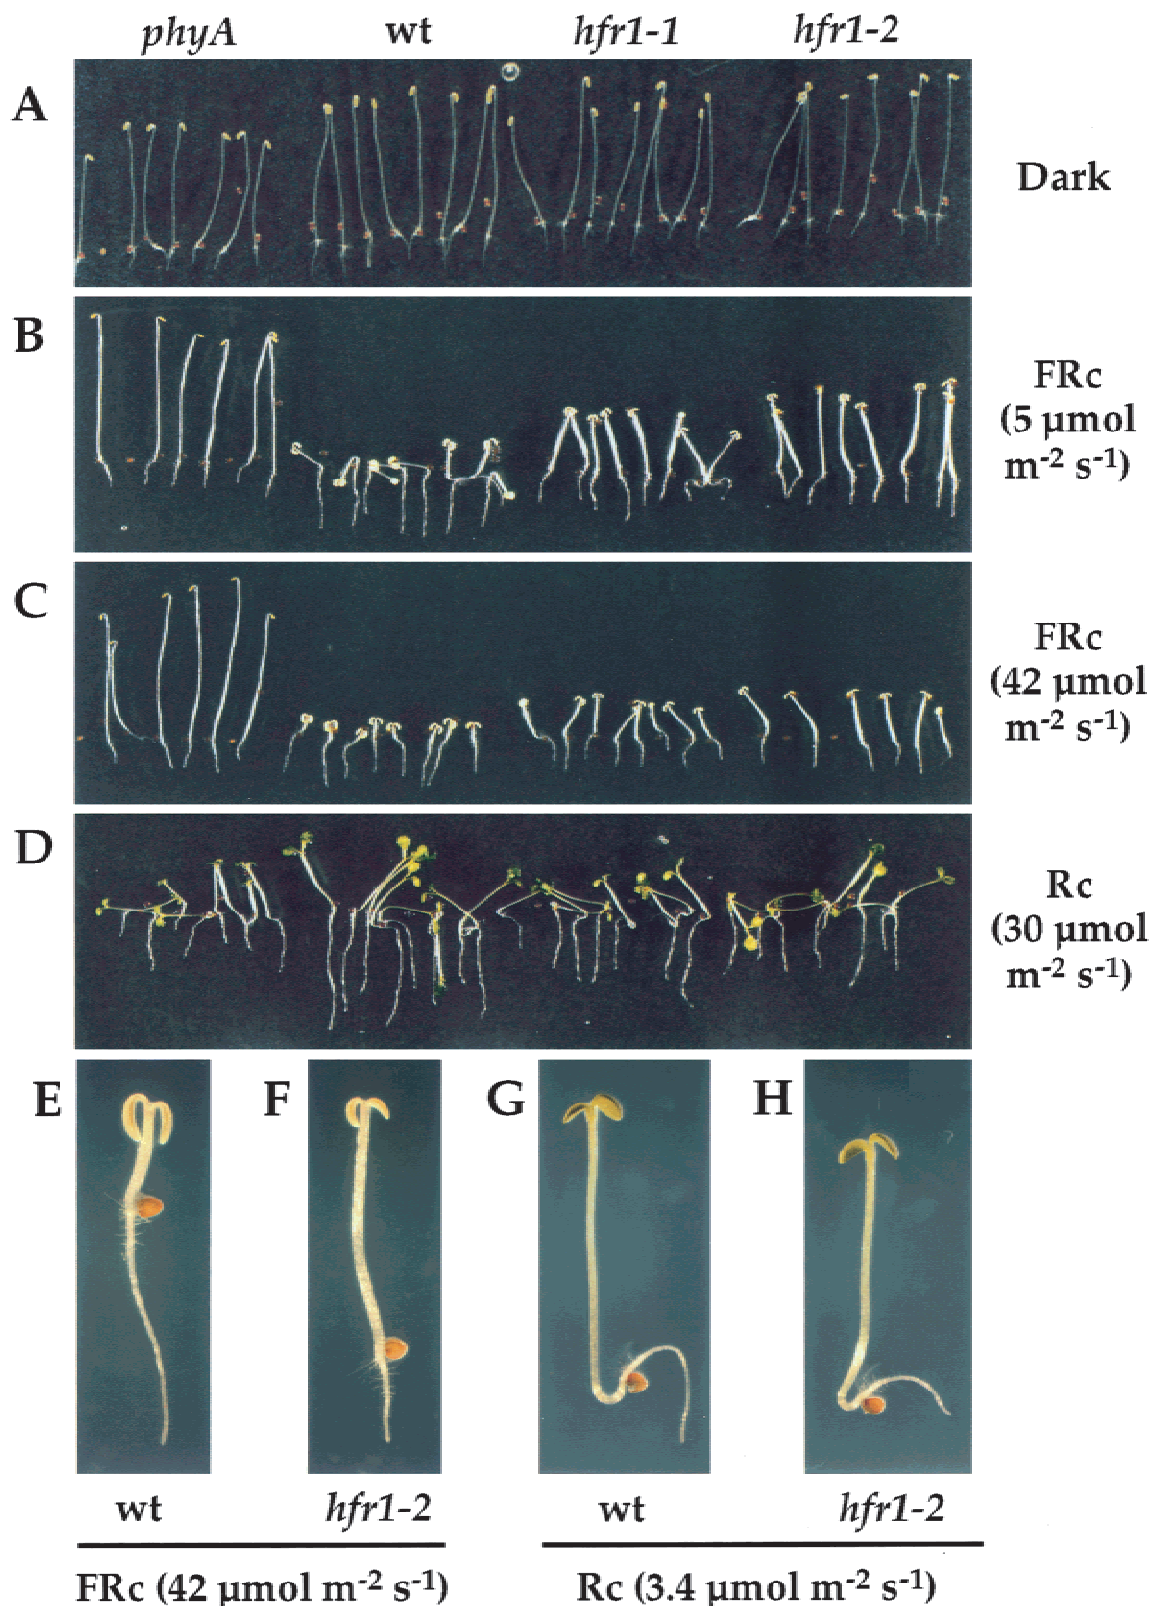 phyA wt hfr1-1 hfr1-2
A
Dark
B
FRc
(5 µmol
m-2 s-1)
C
FRc
(42 µmol
m-2 s-1)
D
Rc
(30 µmol
m-2 s-1)
E F G H
wt hfr1-2 wt hfr1-2
FRc (42 µmol m-2 s-1) Rc (3.4 µmol m-2 s-1)